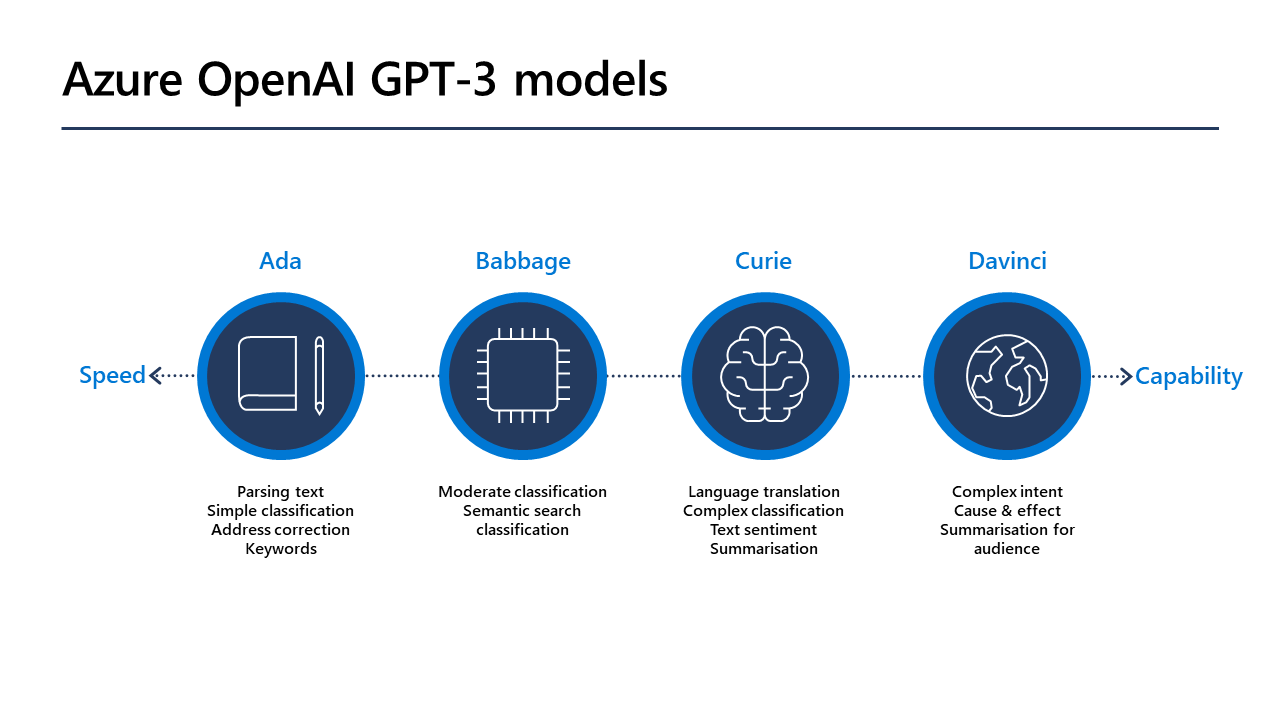 Azure OpenAI GPT-3 models
Ada
Babbage
Curie
Davinci
Speed
Capability
Parsing text
Simple classification
Address correction
Keywords
Moderate classification
Semantic search
classification
Language translation
Complex classification
Text sentiment
Summarisation
Complex intent
Cause & effect
Summarisation for
audience